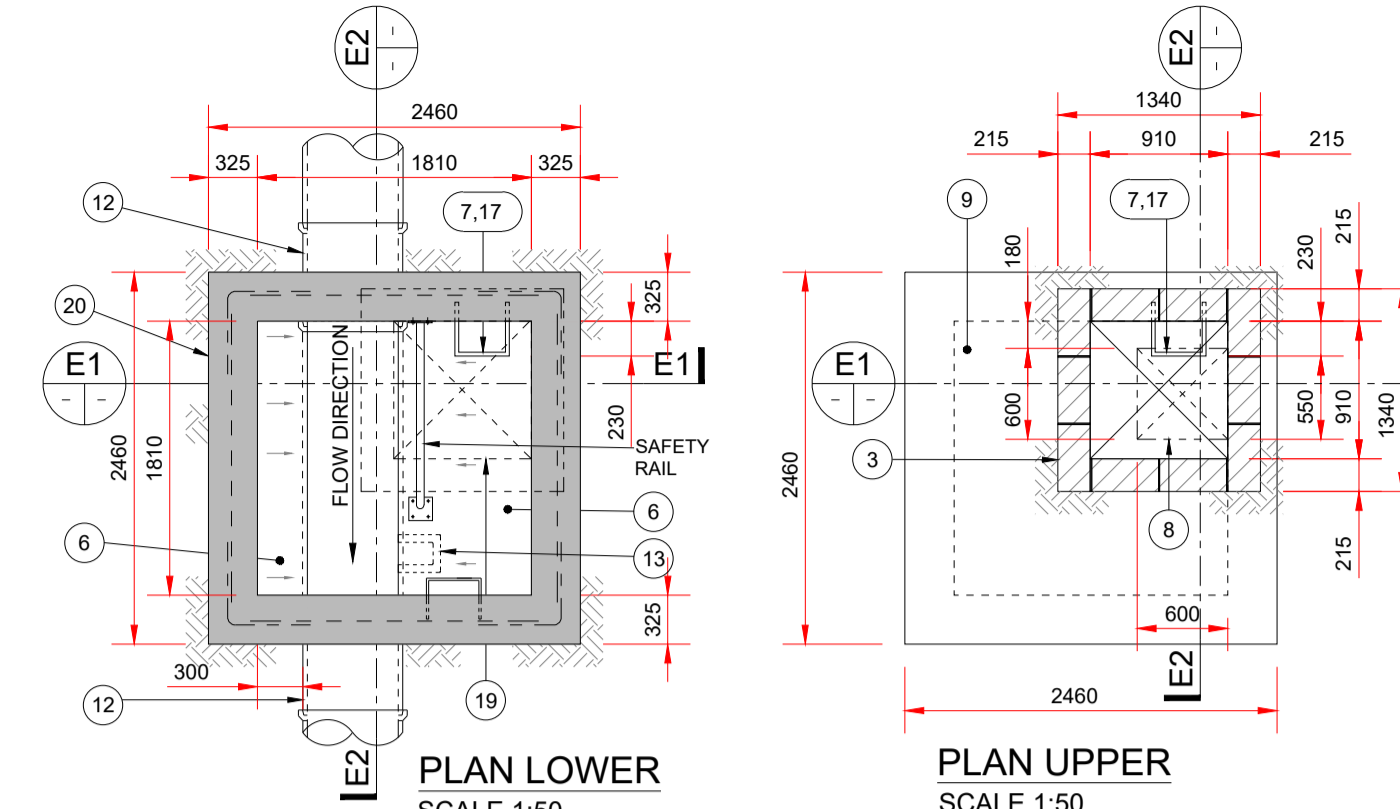 E2
- -
2460
325
1810
325
12
7,17
20
325
E1
- -
FLOW DIRECTION
E1
230
2460
1810
SAFETY
RAIL
6
6
13
325
300
12
19
E2
PLAN LOWER
SCALE 1:50
E2
- -
1340
215
910
215
9
7,17
180
215
230
E1
- -
600
550
910
1340
3
2460
8
215
600
E2
2460
PLAN UPPER
SCALE 1:50